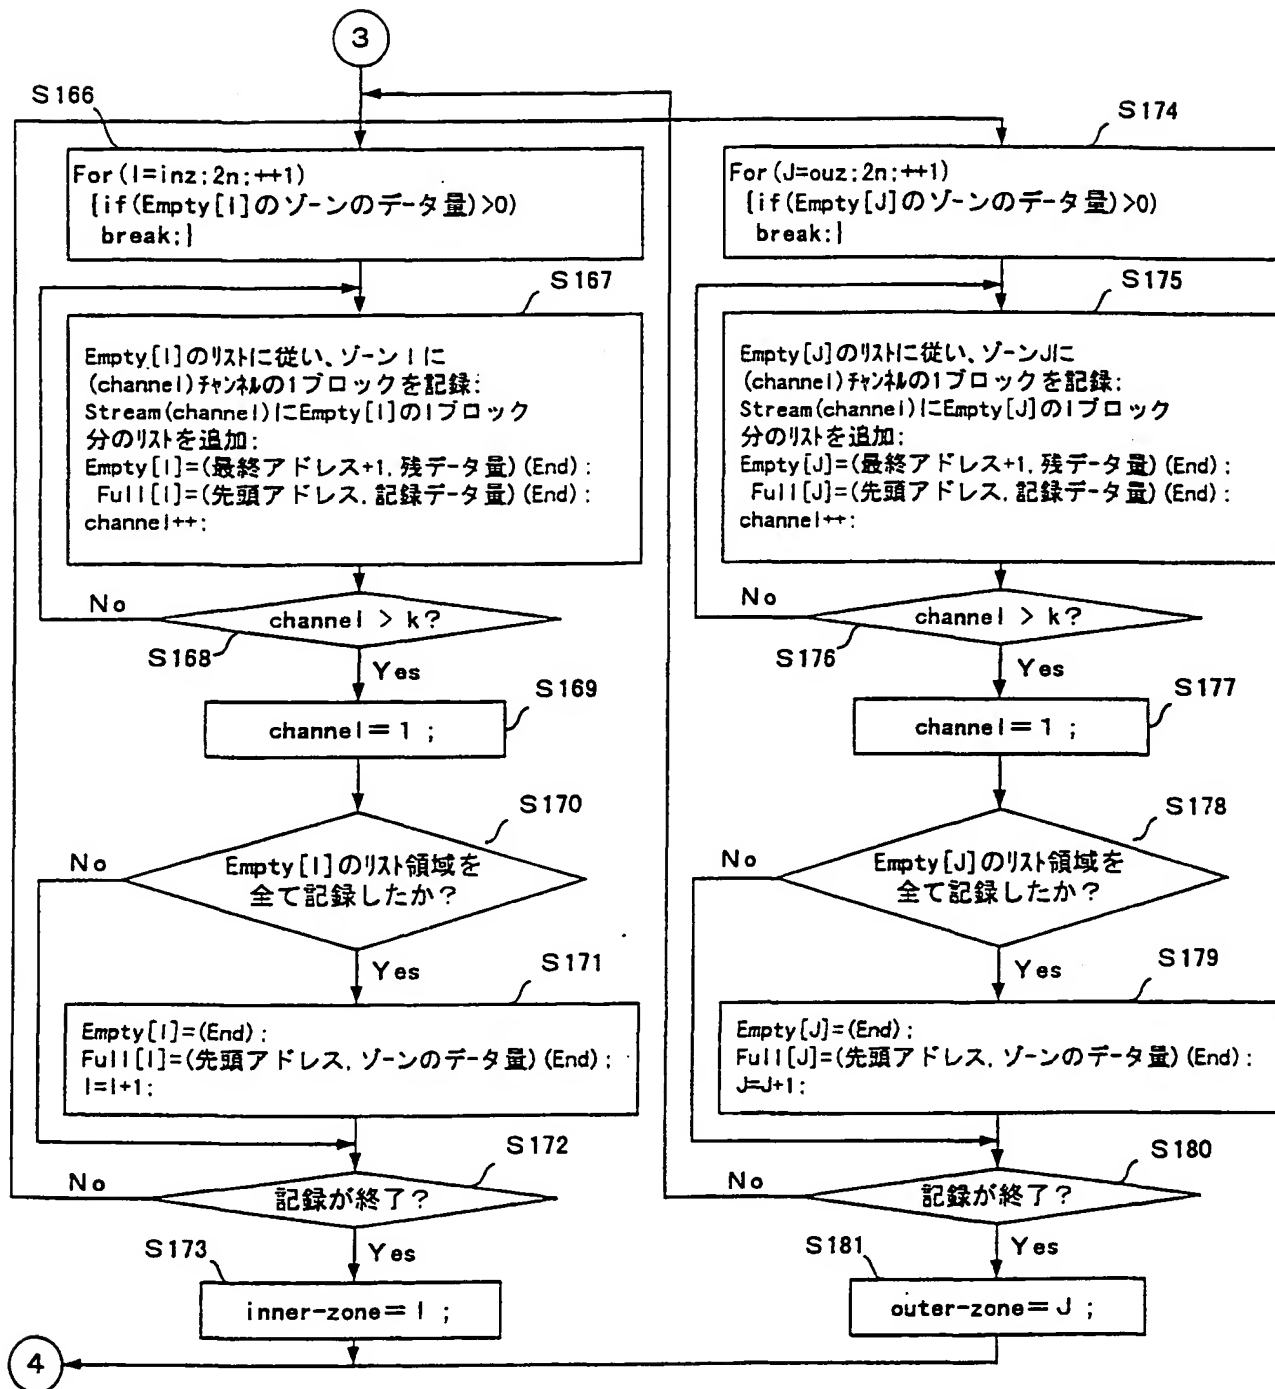 3
S166
For(I=inz;2n;++1)
{if(Empty[I]のゾーンのデータ量)>0)
break;}
S167
Empty[I]のリストに従い、ゾーンIに
(channel)チャンネルの1ブロックを記録;
Stream(channel)にEmpty[I]の1ブロック
分のリストを追加;
Empty[I]=(最終アドレス+1,残データ量)(End);
Full[I]=(先頭アドレス,記録データ量)(End);
channel++;
channel > k?
No
S168
Yes
S169
channel=1 ;
S170
Empty[I]のリスト領域を
全て記録したか?
No
Yes
S171
Empty[I]=(End);
Full[I]=(先頭アドレス,ゾーンのデータ量)(End);
I=I+1;
S172
記録が終了?
No
S173
Yes
inner-zone=I ;
S174
For(J=ouz;2n;++1)
{if(Empty[J]のゾーンのデータ量)>0)
break;}
S175
Empty[J]のリストに従い、ゾーンJに
(channel)チャンネルの1ブロックを記録;
Stream(channel)にEmpty[J]の1ブロック
分のリストを追加;
Empty[J]=(最終アドレス+1,残データ量)(End);
Full[J]=(先頭アドレス,記録データ量)(End);
channel++;
channel > k?
No
S176
Yes
S177
channel=1 ;
S178
Empty[J]のリスト領域を
全て記録したか?
No
Yes
S179
Empty[J]=(End);
Full[J]=(先頭アドレス,ゾーンのデータ量)(End);
J=J+1;
S180
記録が終了?
No
S181
Yes
outer-zone=J ;
4